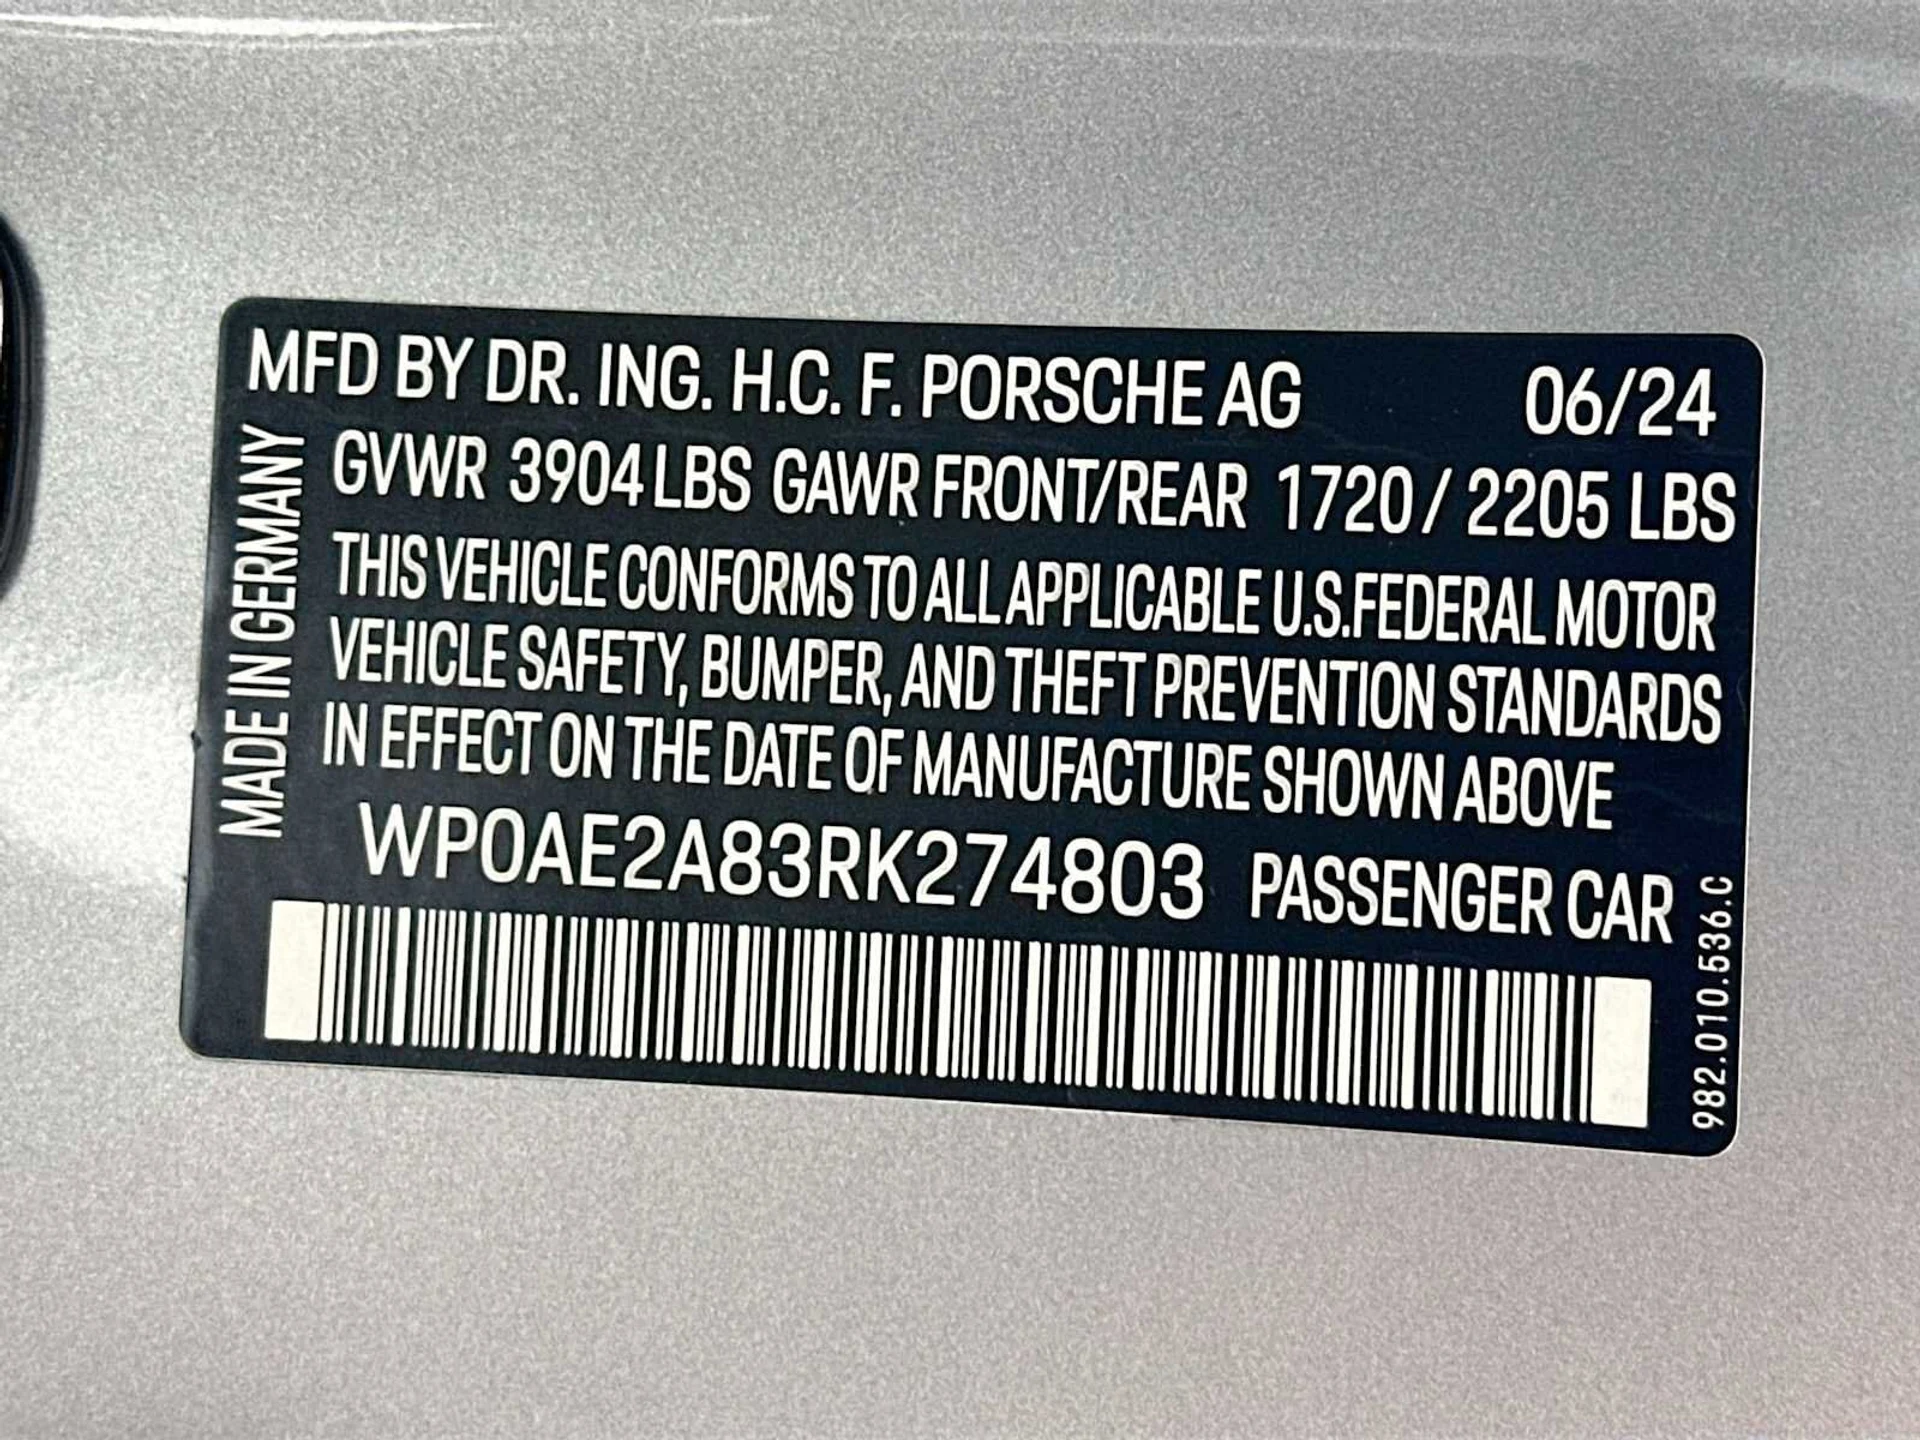 MFD BY DR. ING. H.C. F. PORSCHE AG 06/24
GVWR 3904 LBS GAWR FRONT/REAR 1720 / 2205 LBS
THIS VEHICLE CONFORMS TO ALL APPLICABLE U.S.FEDERAL MOTOR
VEHICLE SAFETY, BUMPER, AND THEFT PREVENTION STANDARDS
IN EFFECT ON THE DATE OF MANUFACTURE SHOWN ABOVE
WP0AE2A83RK274803 PASSENGER CAR
MADE IN GERMANY
982.010.536.C